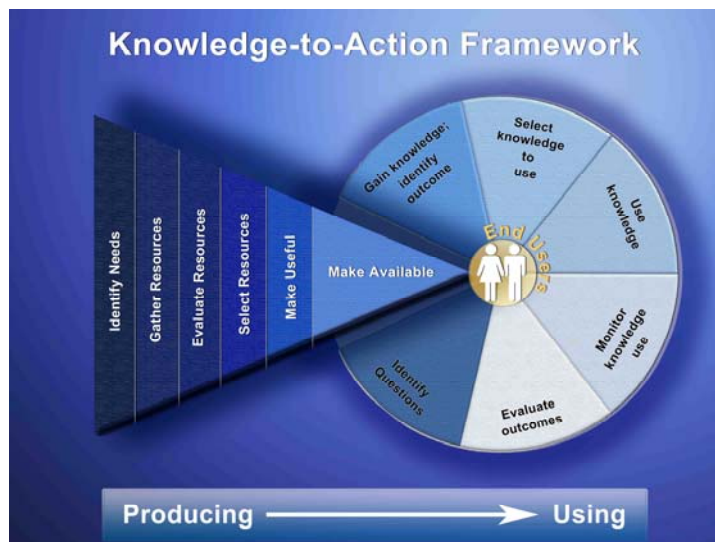 Knowledge-to-Action Framework
Identify Needs
Gather Resources
Evaluate Resources
Select Resources
Make Useful
Make Available
Gain knowledge;
identify
outcome
Select
knowledge
to
use
Use
knowledge
Monitor
knowledge
use
Evaluate
outcomes
Identify
Questions
End Users
Producing
Using